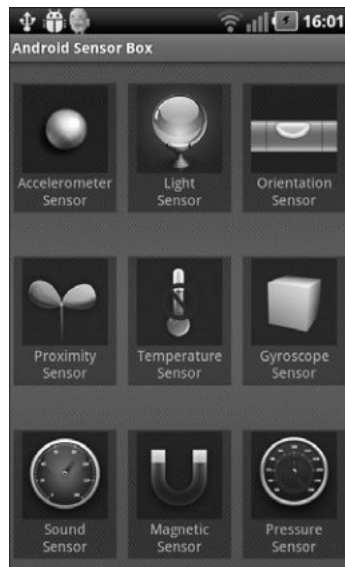 16:01
Android Sensor Box
Accelerometer
Sensor
Light
Sensor
Orientation
Sensor
Proximity
Sensor
Temperature
Sensor
Gyroscope
Sensor
Sound
Sensor
Magnetic
Sensor
Pressure
Sensor